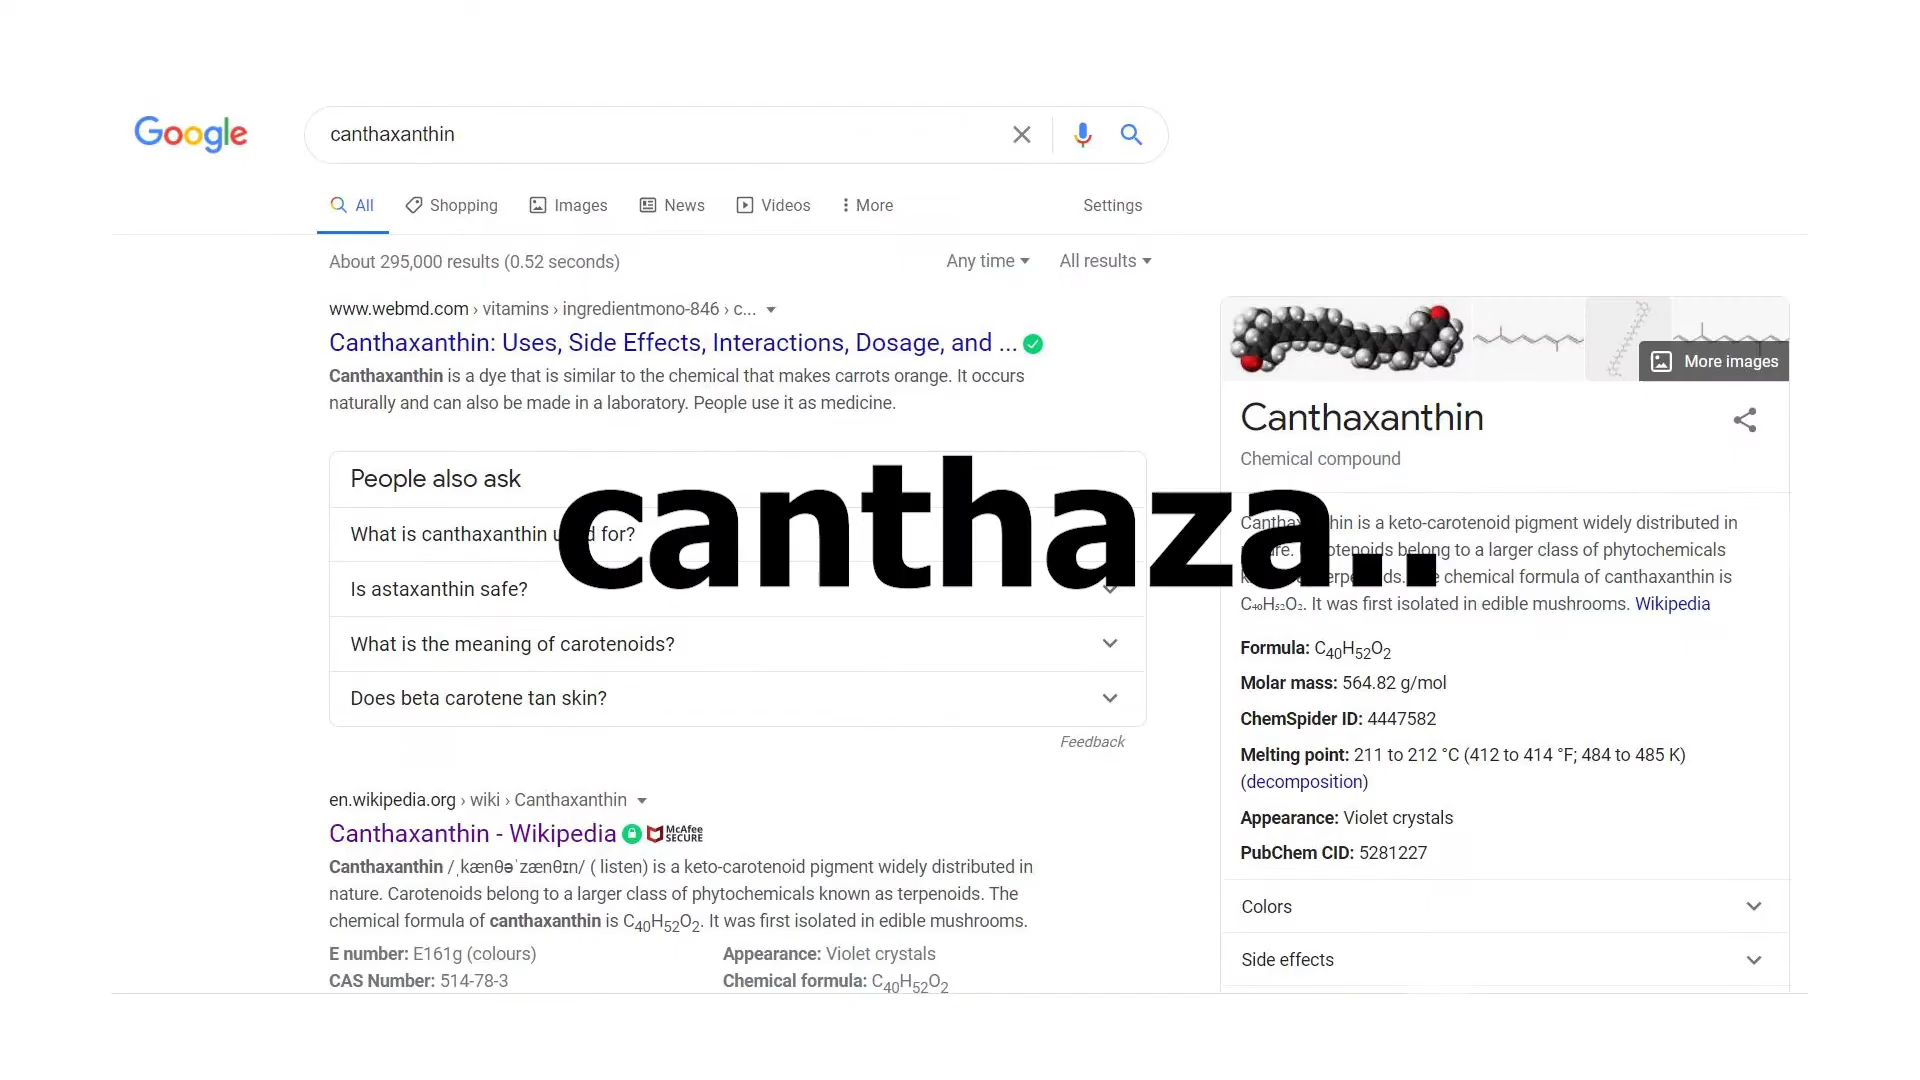 Google
canthaxanthin
All Shopping Images News Videos More Settings
About 295,000 results (0.52 seconds) Any time All results
www.webmd.com › vitamins › ingredientmono-846 › c...
Canthaxanthin: Uses, Side Effects, Interactions, Dosage, and ...
Canthaxanthin is a dye that is similar to the chemical that makes carrots orange. It occurs
naturally and can also be made in a laboratory. People use it as medicine.
People also ask
What is canthaxanthin for?
Is astaxanthin safe?
What is the meaning of carotenoids?
Does beta carotene tan skin?
Feedback
canthaza..
en.wikipedia.org › wiki › Canthaxanthin
Canthaxanthin - Wikipedia McAfee SECURE
Canthaxanthin /ˌkænθəˈzænθɪn/ ( listen) is a keto-carotenoid pigment widely distributed in
nature. Carotenoids belong to a larger class of phytochemicals known as terpenoids. The
chemical formula of canthaxanthin is C40H52O2. It was first isolated in edible mushrooms.
E number: E161g (colours) Appearance: Violet crystals
CAS Number: 514-78-3 Chemical formula: C40H52O2
More images
Canthaxanthin
Chemical compound
is a keto-carotenoid pigment widely distributed in
belong to a larger class of phytochemicals
chemical formula of canthaxanthin is
C40H52O2. It was first isolated in edible mushrooms. Wikipedia
Formula: C40H52O2
Molar mass: 564.82 g/mol
ChemSpider ID: 4447582
Melting point: 211 to 212 °C (412 to 414 °F; 484 to 485 K)
(decomposition)
Appearance: Violet crystals
PubChem CID: 5281227
Colors
Side effects